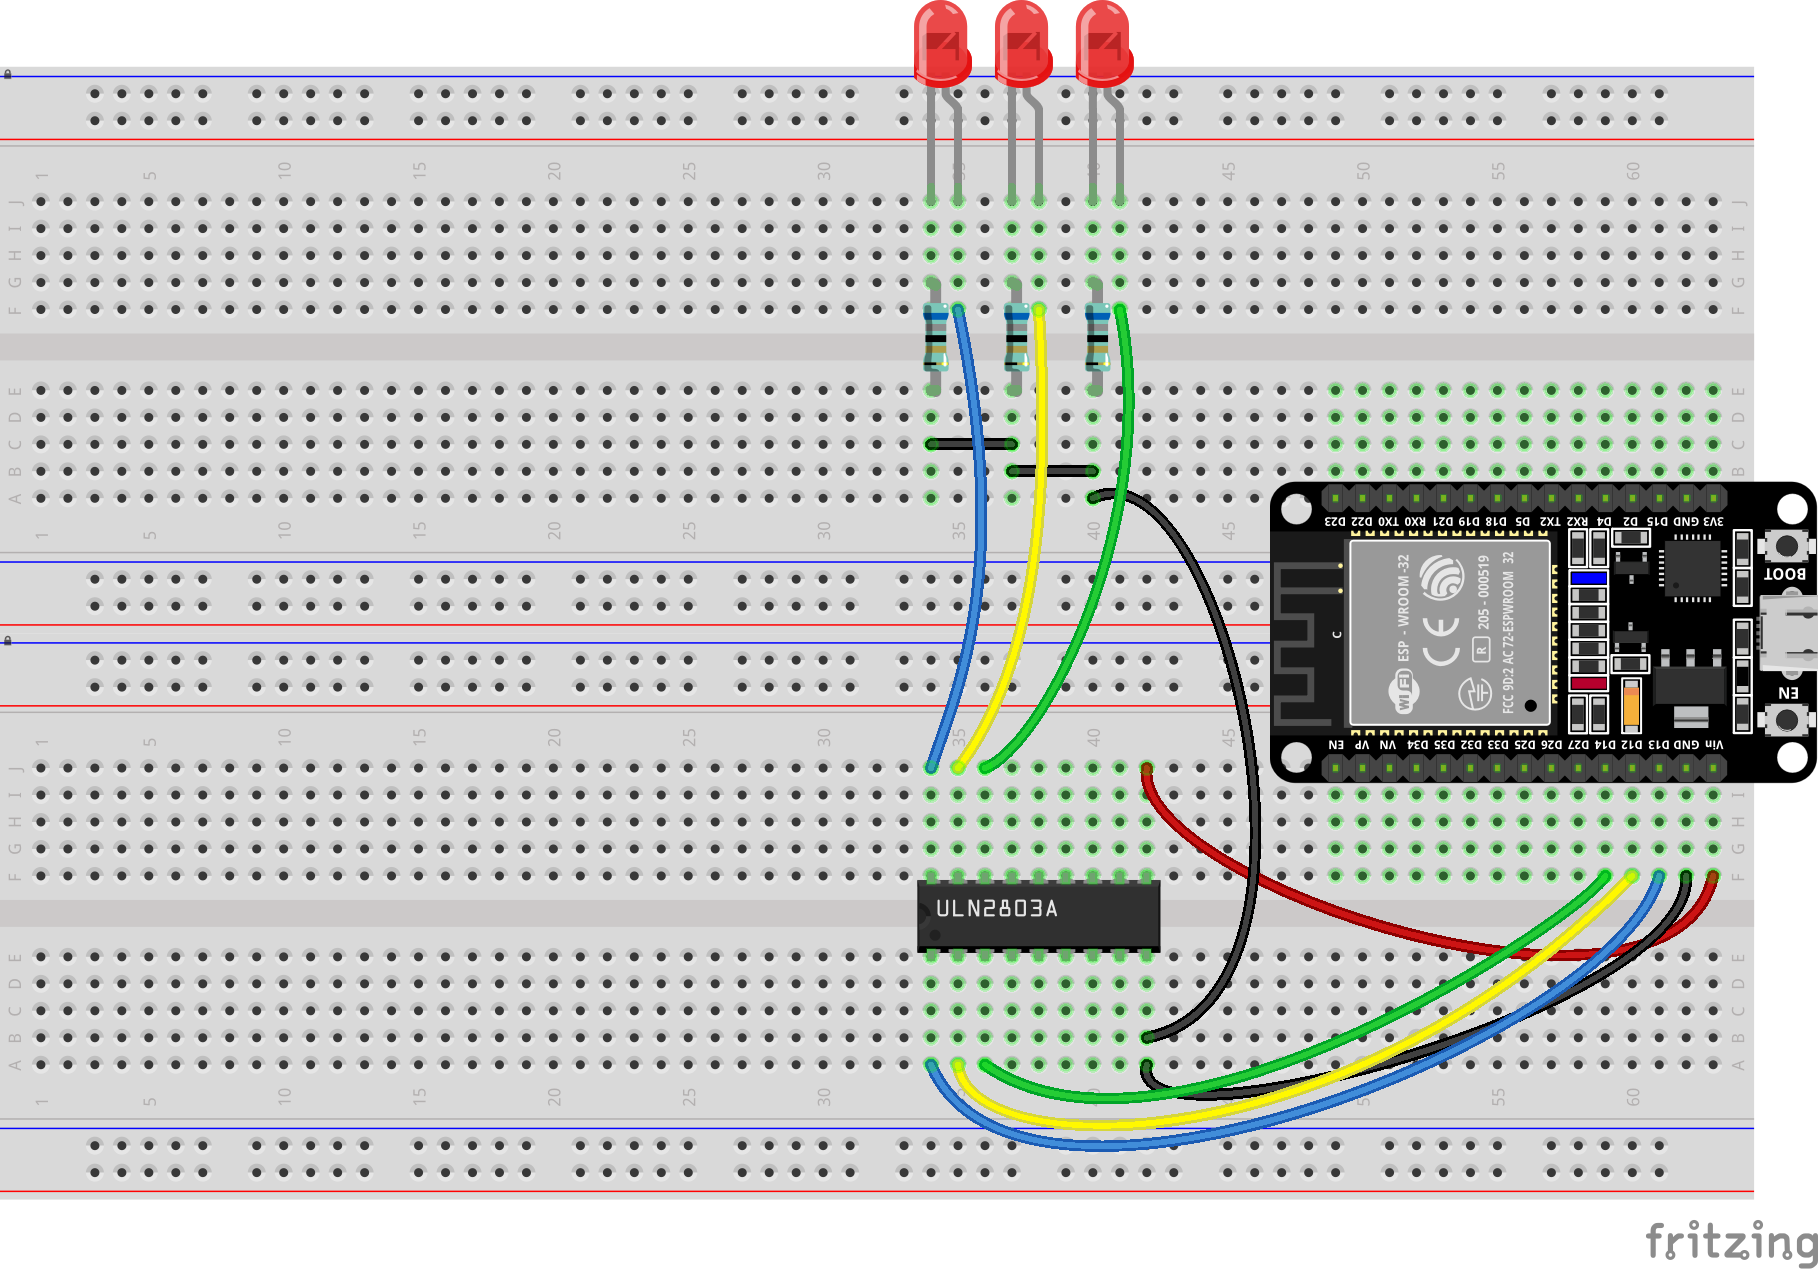 1 5 10 15 20 25 30 35 40 45 50 55 60
J J
I I
H H
G G
F F
E E
D D
C C
B B
A
1 5 10 15 20 25 30 35 40 45
D23 D22 TX0 RX0 D21 D19 D18 D5 TX2 RX2 D4 D2 D15 GND 3V3
BOOT
C
WiFi ESP - WROOM -32
CE
R 205 - 000519
FCC 9D:2 AC 72-ESPWROOM 32
EN
EN VP VN D34 D35 D32 D33 D25 D26 D27 D14 D12 D13 GND Vin
1 5 10 15 20 25 30 35 40
J
I I
H H
G G
F F
ULN2803A
E E
D D
C C
B B
A A
1 5 10 15 20 25 30 35 40 55 60
fritzing